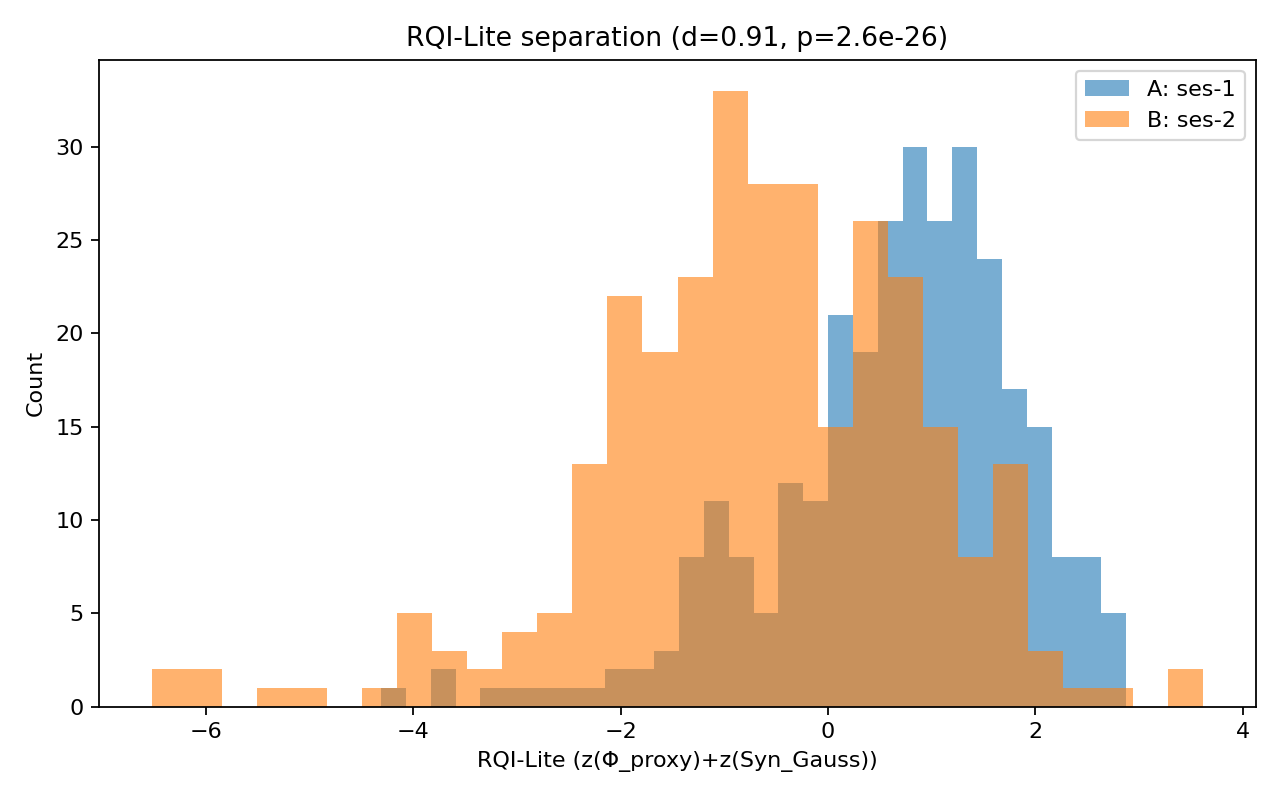 RQI-Lite separation (d=0.91, p=2.6e-26)
A: ses-1
B: ses-2
Count
30
25
20
15
10
5
0
−6 −4 −2 0 2 4
RQI-Lite (z(Φ_proxy)+z(Syn_Gauss))